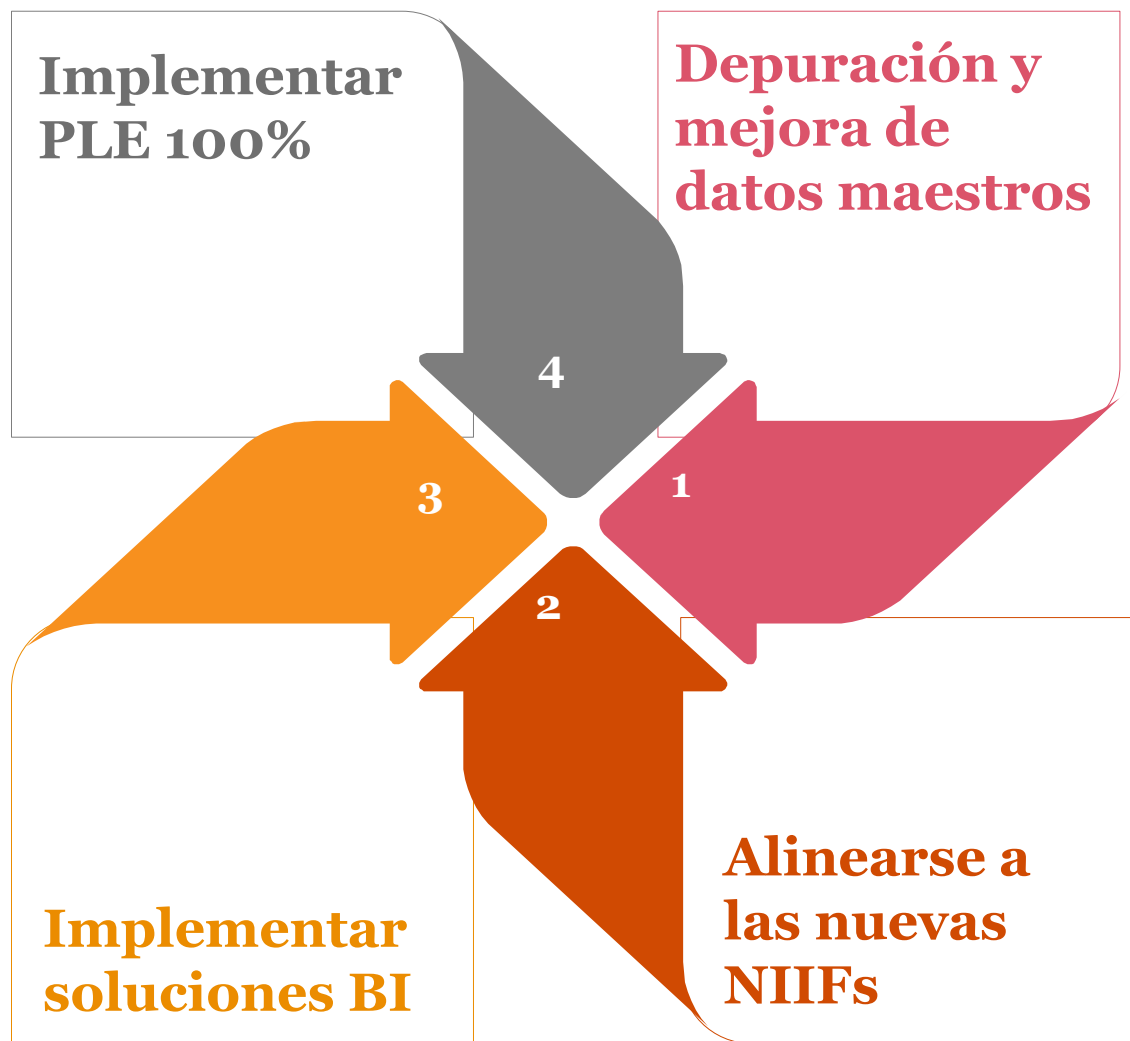 Implementar
PLE 100%
Depuración y
mejora de
datos maestros
4
3
1
2
Implementar
soluciones BI
Alinearse a
las nuevas
NIIFs